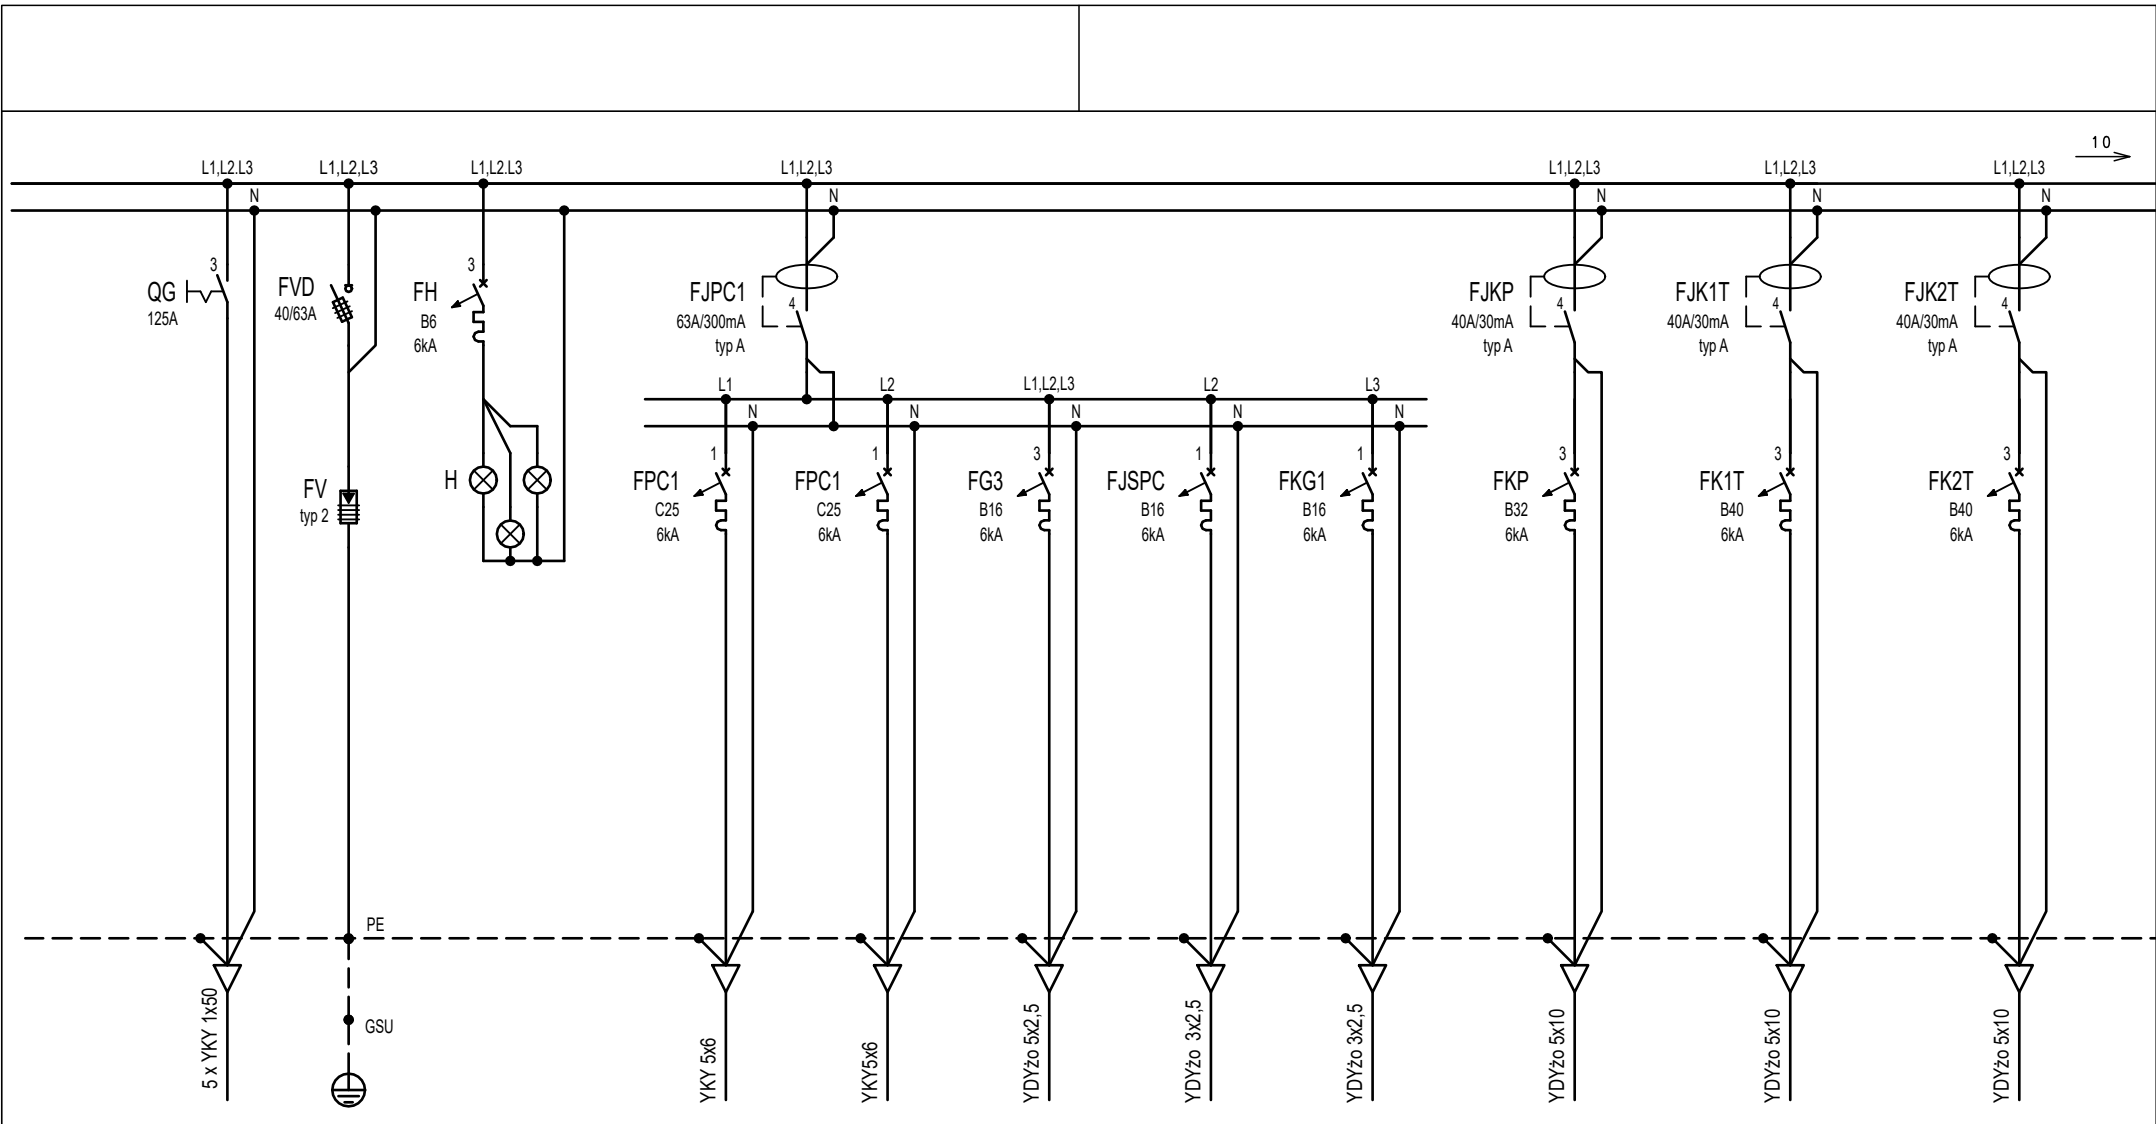 10
L1,L2.L3
L1,L2,L3
L1,L2.L3
L1,L2,L3
L1,L2,L3
L1,L2,L3
L1,L2,L3
N
N
N
N
N
3
QG
125A
FVD
40/63A
3
FH
B6
6kA
FJPC1
63A/300mA
typ A
4
FJKP
40A/30mA
typ A
4
FJK1T
40A/30mA
typ A
4
FJK2T
40A/30mA
typ A
4
L1
L2
L1,L2,L3
L2
L3
N
N
N
N
N
H
FV
typ 2
1
FPC1
C25
6kA
1
FPC1
C25
6kA
3
FG3
B16
6kA
1
FJSPC
B16
6kA
1
FKG1
B16
6kA
3
FKP
B32
6kA
3
FK1T
B40
6kA
3
FK2T
B40
6kA
PE
GSU
5 x YKY 1x50
YKY 5x6
YKY5x6
YDYżo 5x2,5
YDYżo 3x2,5
YDYżo 3x2,5
YDYżo 5x10
YDYżo 5x10
YDYżo 5x10